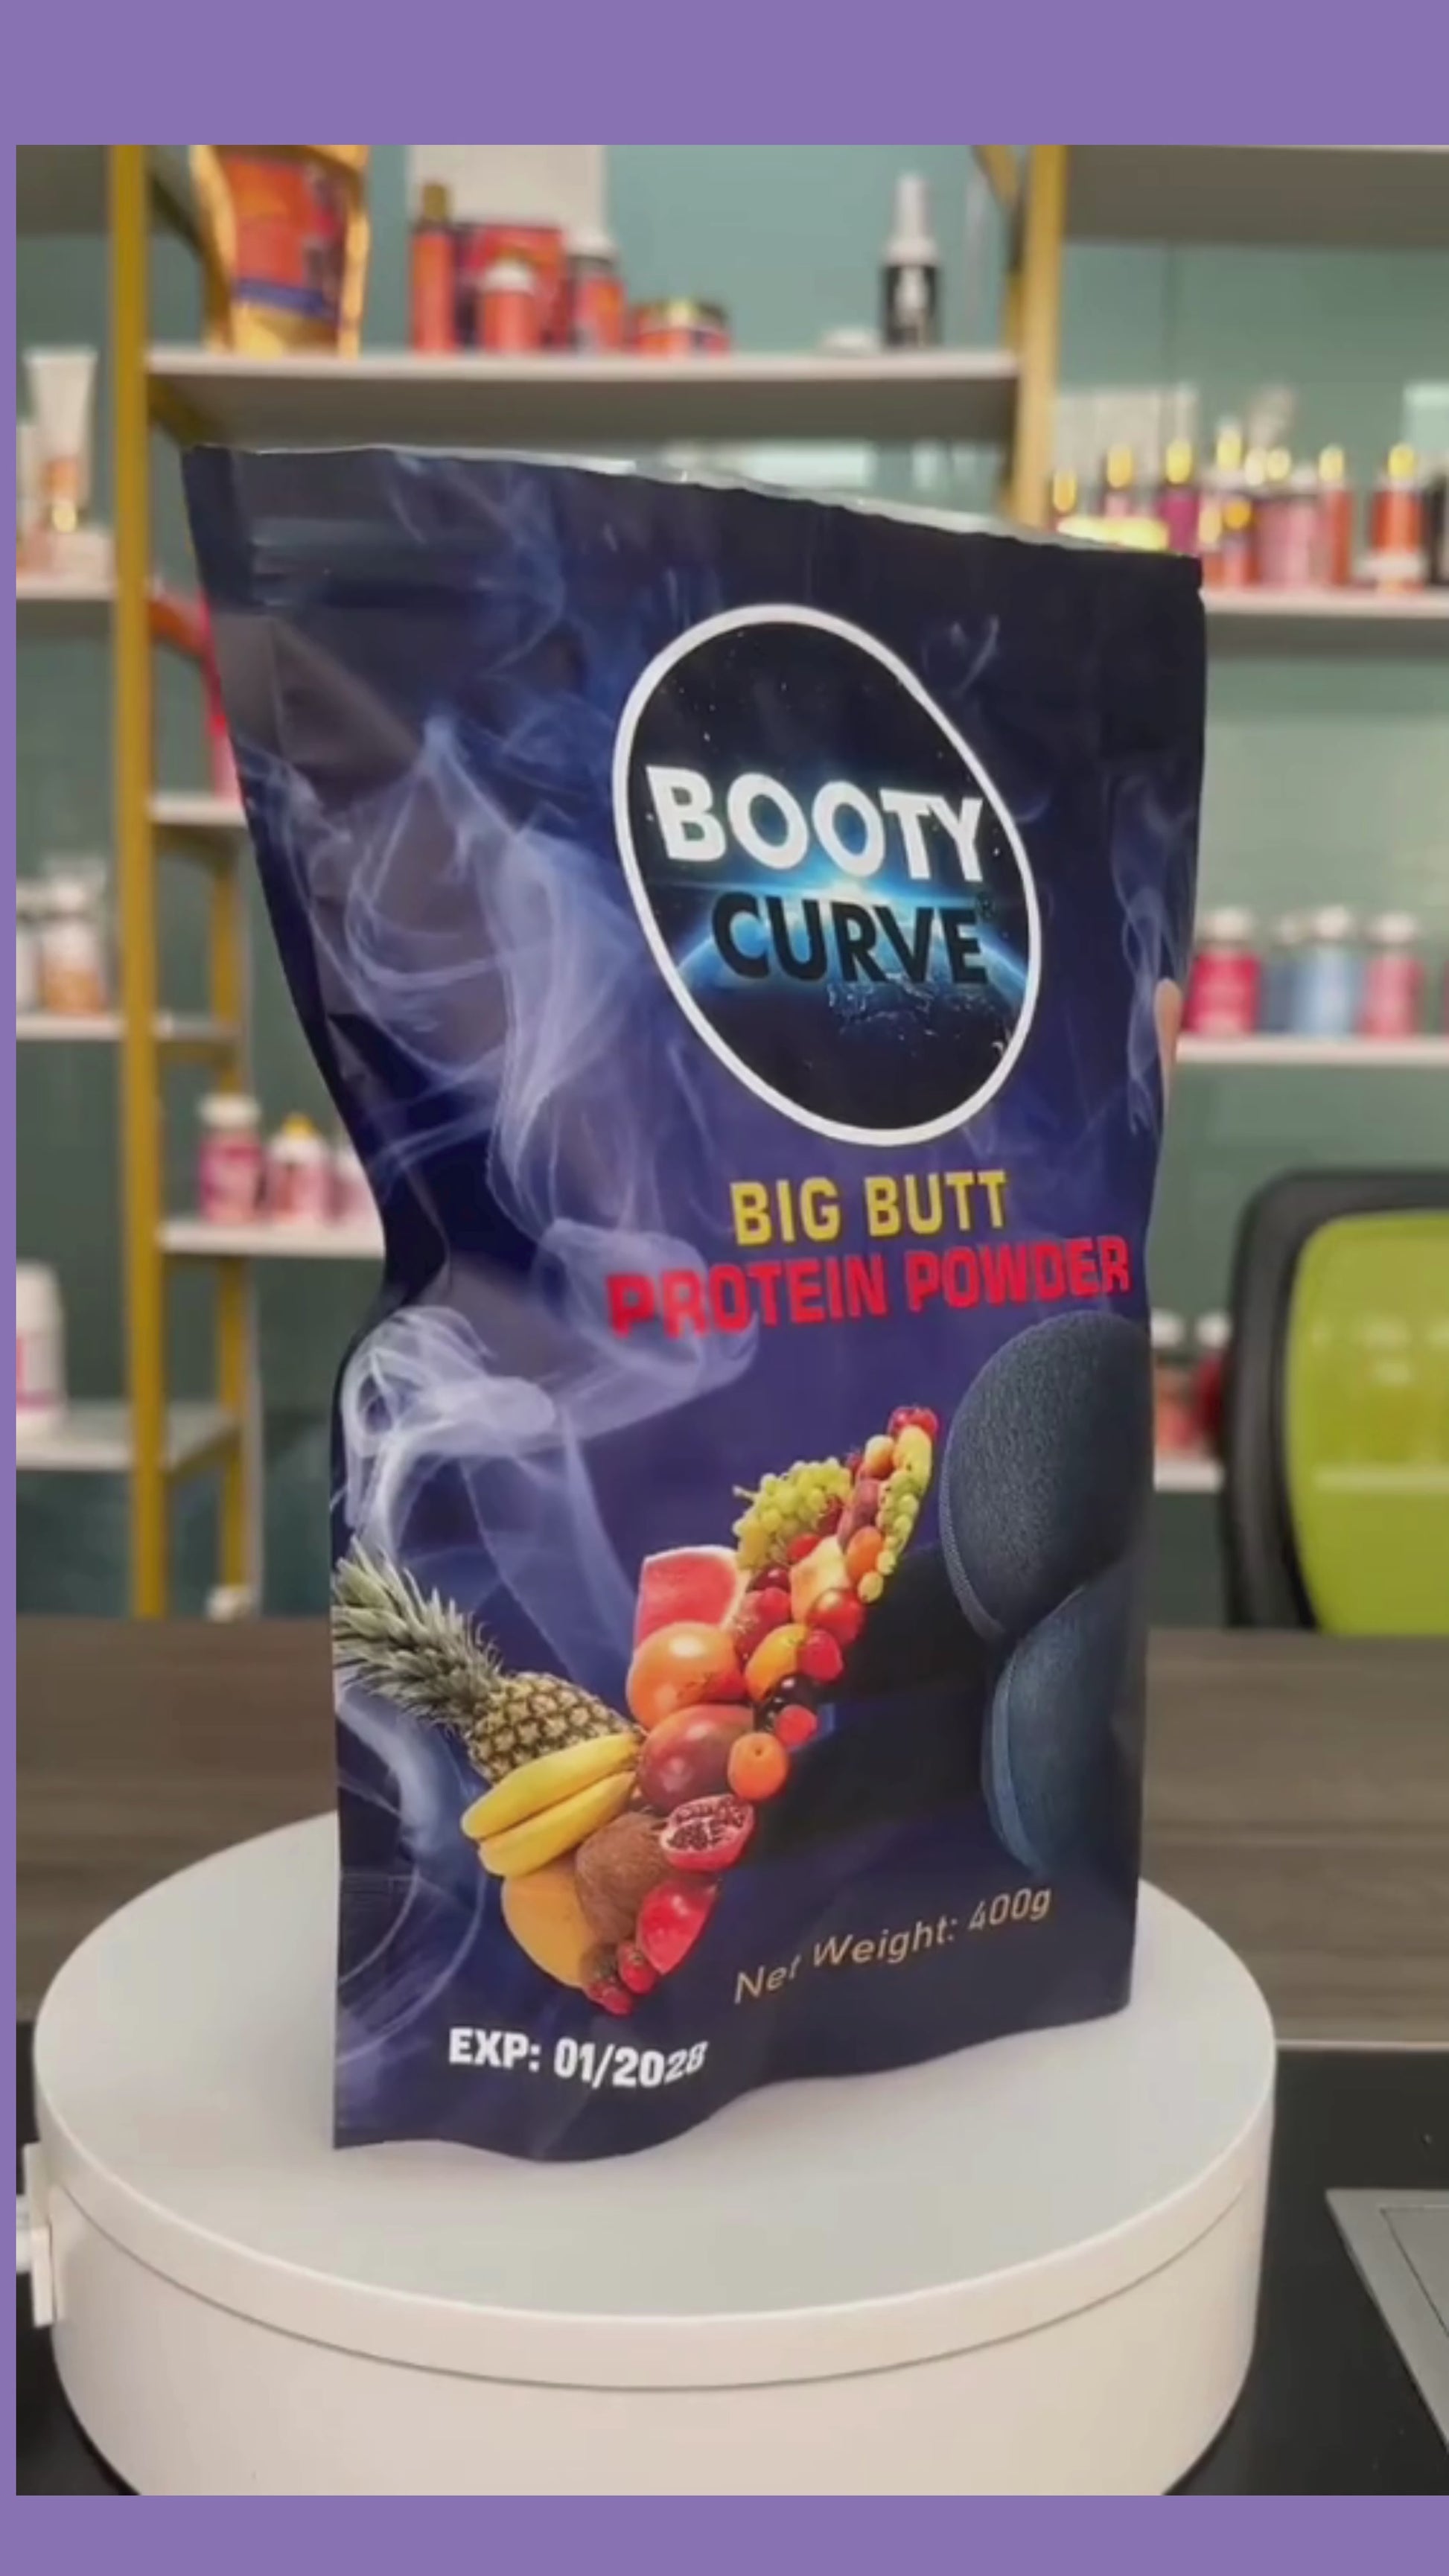 BOOTY
CURVE
BIG BUTT
PROTEIN POWDER
Net Weight: 400g
EXP: 01/2028